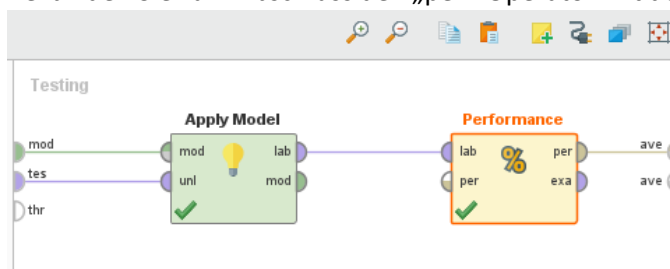 Testing
Apply Model
Performance
mod
mod
lab
lab
per
ave
tes
unl
mod
per
exa
ave
thr